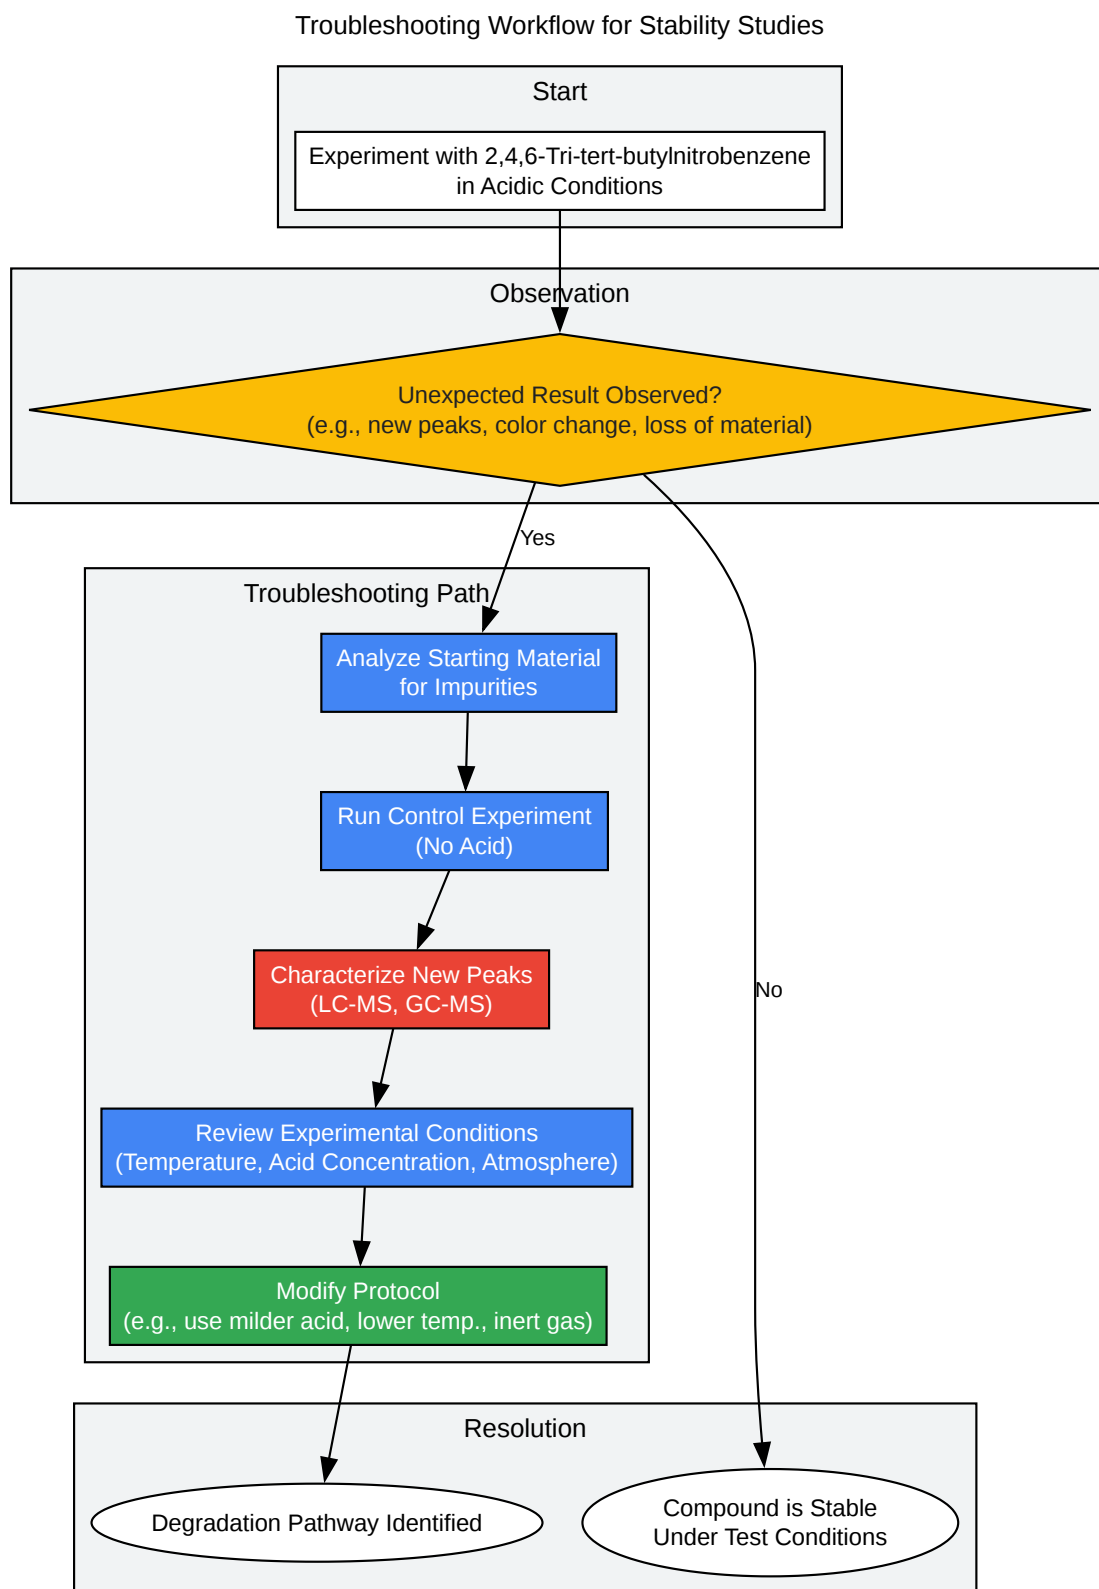 Troubleshooting Workflow for Stability Studies
Start
Experiment with 2,4,6-Tri-tert-butylnitrobenzene
in Acidic Conditions
Observation
Unexpected Result Observed?
(e.g., new peaks, color change, loss of material)
Yes
Troubleshooting Path
Analyze Starting Material
for Impurities
Run Control Experiment
(No Acid)
Characterize New Peaks
(LC-MS, GC-MS)
No
Review Experimental Conditions
(Temperature, Acid Concentration, Atmosphere)
Modify Protocol
(e.g., use milder acid, lower temp., inert gas)
Resolution
Degradation Pathway Identified
Compound is Stable
Under Test Conditions